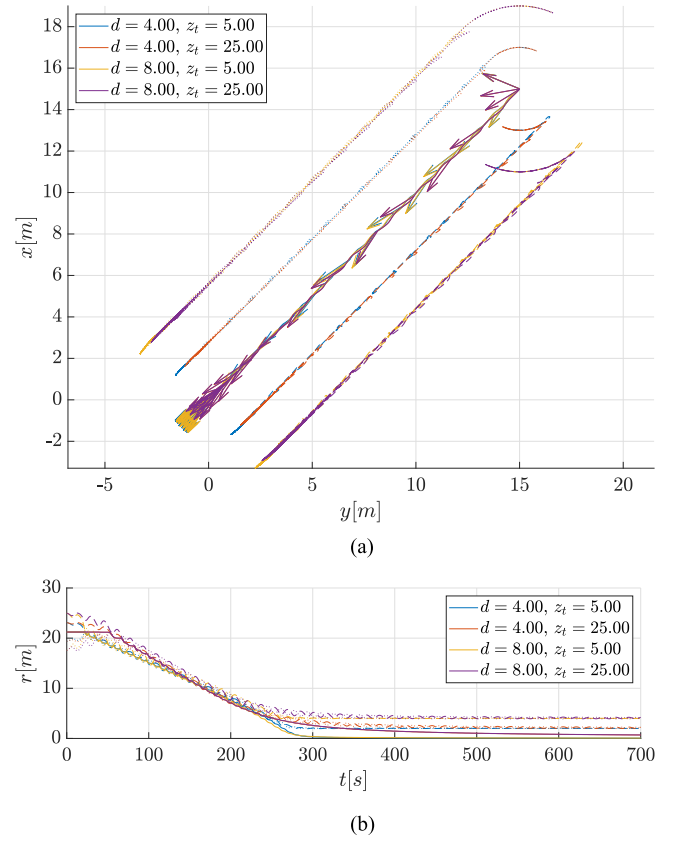 d = 4.00, z_t = 5.00
d = 4.00, z_t = 25.00
d = 8.00, z_t = 5.00
d = 8.00, z_t = 25.00
18
16
14
12
10
8
6
4
2
0
-2
x[m]
-5 0 5 10 15 20
y[m]
(a)
30
20
10
0
r[m]
d = 4.00, z_t = 5.00
d = 4.00, z_t = 25.00
d = 8.00, z_t = 5.00
d = 8.00, z_t = 25.00
0 100 200 300 400 500 600 700
t[s]
(b)